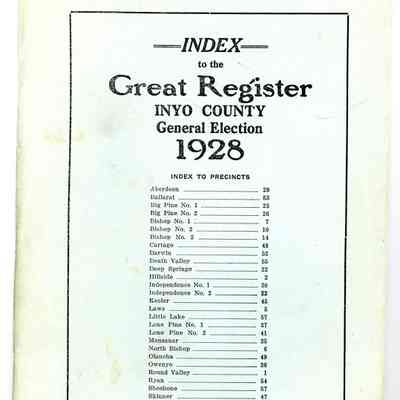 INDEX
to the
Great Register
INYO COUNTY
General Election
1928
INDEX TO PRECINCTS
Aberdeen 29
Ballarat 53
Big Pine No. 1 23
Big Pine No. 2 26
Bishop No. 1 7
Bishop No. 2 10
Bishop No. 3 14
Cartago 48
Darwin 52
Death Valley 55
Deep Springs 22
Hillside 2
Independence No. 1 30
Independence No. 2 32
Keeler 45
Laws 5
Little Lake 57
Lone Pine No. 1 37
Lone Pine No. 2 41
Manzanar 35
North Bishop 6
Olancha 49
Owenyo 36
Round Valley 1
Ryan 54
Shoshone 57
Skinner 47